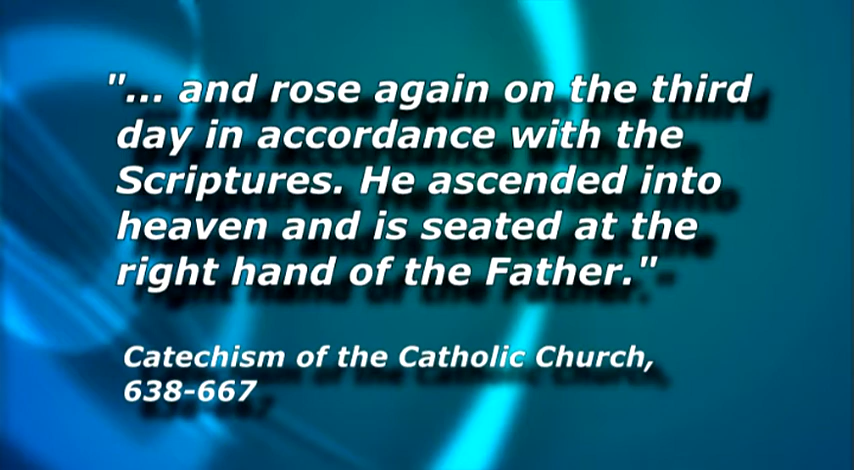 "... and rose again on the third
day in accordance with the
Scriptures. He ascended into
heaven and is seated at the
right hand of the Father."
Catechism of the Catholic Church,
638-667